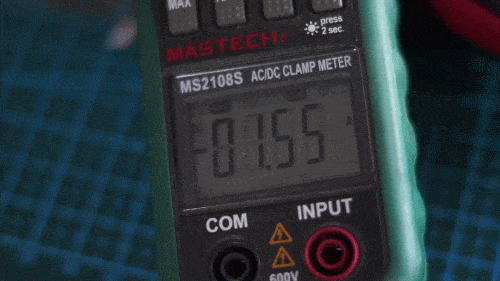 MAX
press
2 sec.
MASTECH
MS2108S AC/DC CLAMP METER
-01.55
A
COM INPUT
600V